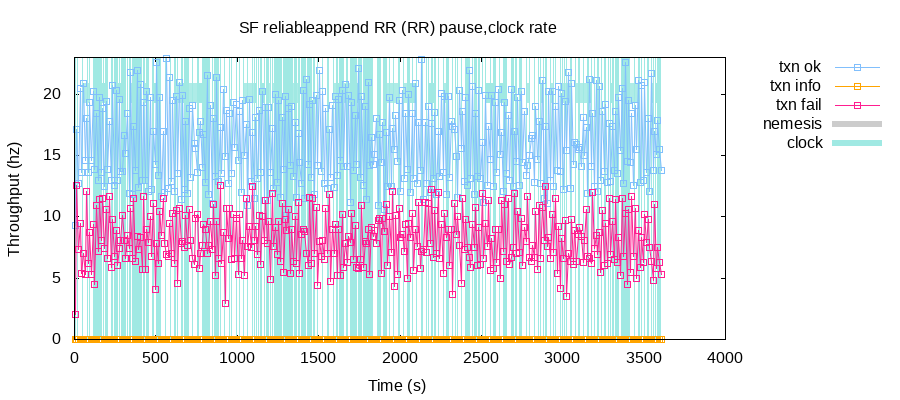 SF reliableappend RR (RR) pause,clock rate
txn ok
txn info
txn fail
nemesis
clock
Throughput (hz)
20
15
10
5
0
0 500 1000 1500 2000 2500 3000 3500 4000
Time (s)